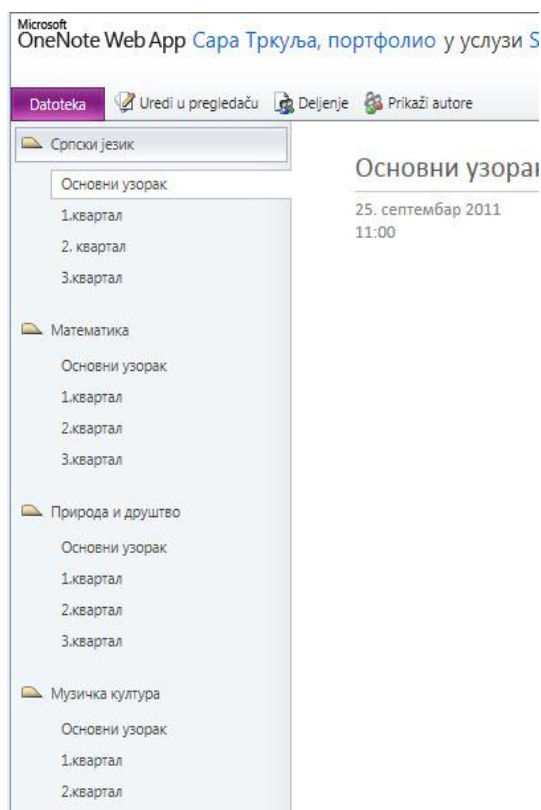 Microsoft
OneNote Web App Сара Тркуља, портфолио у услузи S
Datoteka Uredi u pregledaču Deljenje Prikaži autore
Српски језик
Основни узорак
1.квартал
2. квартал
3.квартал
Математика
Основни узорак
1.квартал
2.квартал
3.квартал
Природа и друштво
Основни узорак
1.квартал
2.квартал
3.квартал
Музичка култура
Основни узорак
1.квартал
2.квартал
Основни узорак
25. септембар 2011
11:00